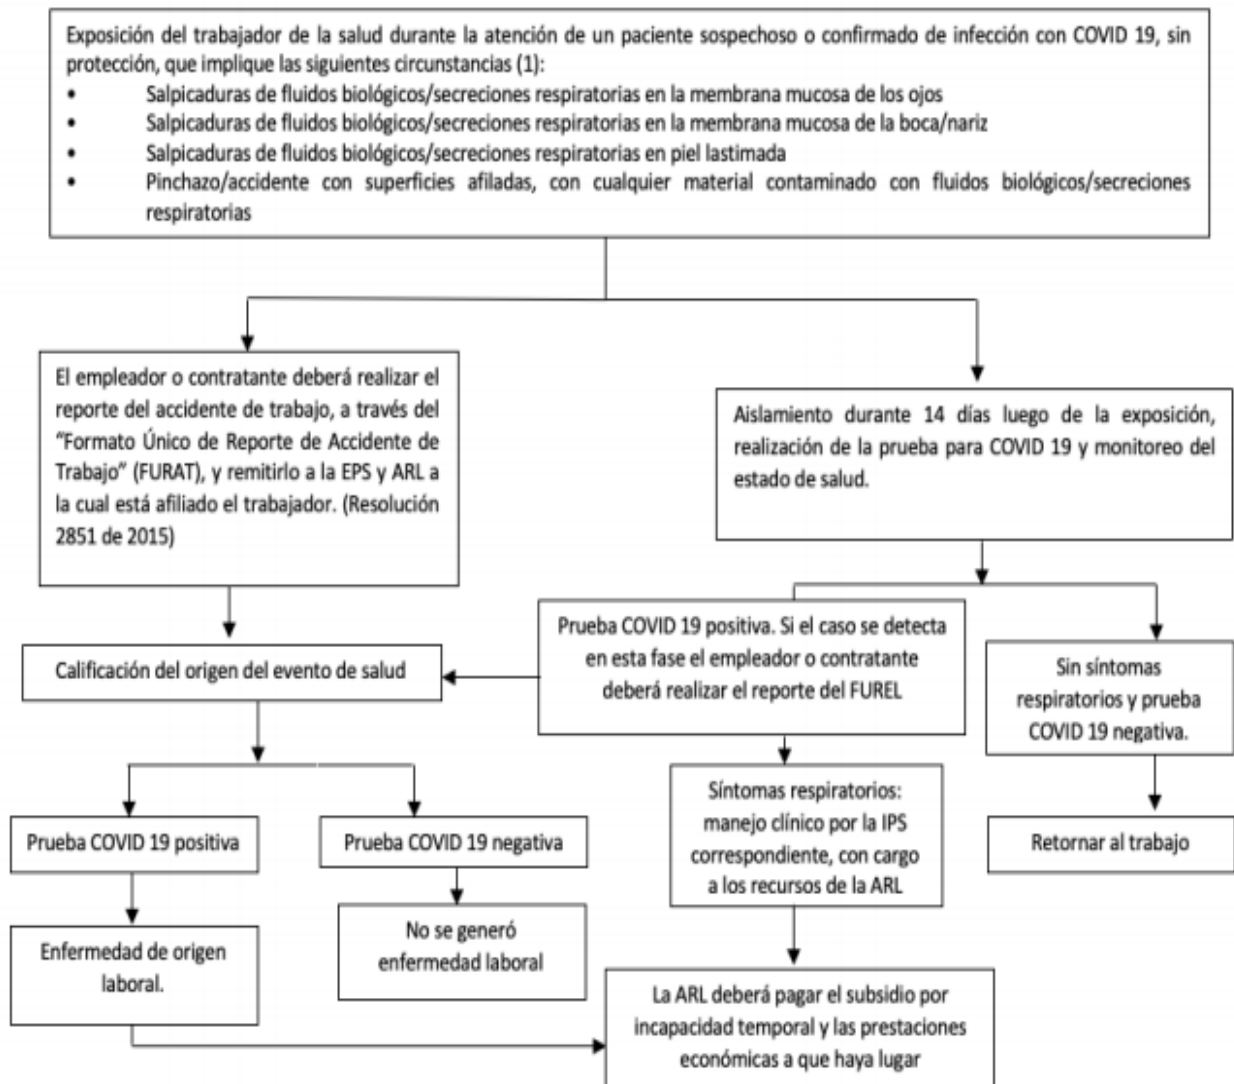 Exposición del trabajador de la salud durante la atención de un paciente sospechoso o confirmado de infección con COVID 19, sin
protección, que implique las siguientes circunstancias (1):
• Salpicaduras de fluidos biológicos/secreciones respiratorias en la membrana mucosa de los ojos
• Salpicaduras de fluidos biológicos/secreciones respiratorias en la membrana mucosa de la boca/nariz
• Salpicaduras de fluidos biológicos/secreciones respiratorias en piel lastimada
• Pinchazo/accidente con superficies afiladas, con cualquier material contaminado con fluidos biológicos/secreciones
respiratorias
El empleador o contratante deberá realizar el
reporte del accidente de trabajo, a través del
"Formato Único de Reporte de Accidente de
Trabajo" (FURAT), y remitirlo a la EPS y ARL a
la cual está afiliado el trabajador. (Resolución
2851 de 2015)
Aislamiento durante 14 días luego de la exposición,
realización de la prueba para COVID 19 y monitoreo del
estado de salud.
Calificación del origen del evento de salud
Prueba COVID 19 positiva. Si el caso se detecta
en esta fase el empleador o contratante
deberá realizar el reporte del FUREL
Sin síntomas
respiratorios y prueba
COVID 19 negativa.
Prueba COVID 19 positiva
Prueba COVID 19 negativa
Síntomas respiratorios:
manejo clínico por la IPS
correspondiente, con cargo
a los recursos de la ARL
Retornar al trabajo
Enfermedad de origen
laboral.
No se generó
enfermedad laboral
La ARL deberá pagar el subsidio por
incapacidad temporal y las prestaciones
económicas a que haya lugar